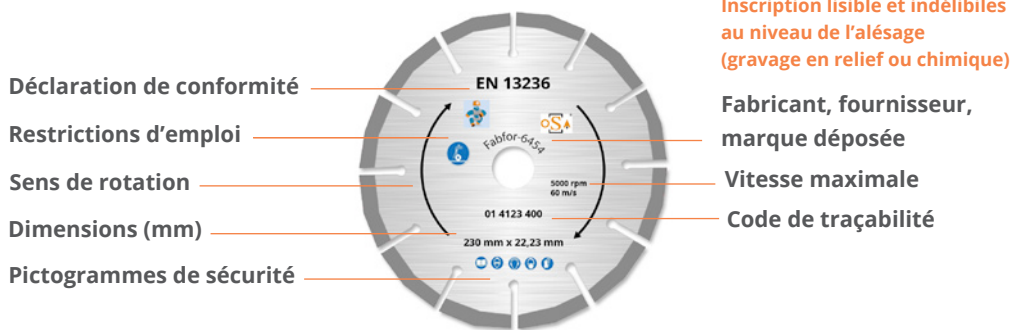 Inscription lisible et indélibiles
au niveau de l’alésage
(gravage en relief ou chimique)
Déclaration de conformité
Restrictions d’emploi
Sens de rotation
Dimensions (mm)
Pictogrammes de sécurité
EN 13236
oSA
Fabfor-6454
5000 rpm
60 m/s
01 4123 400
230 mm x 22,23 mm
Fabricant, fournisseur,
marque déposée
Vitesse maximale
Code de traçabilité